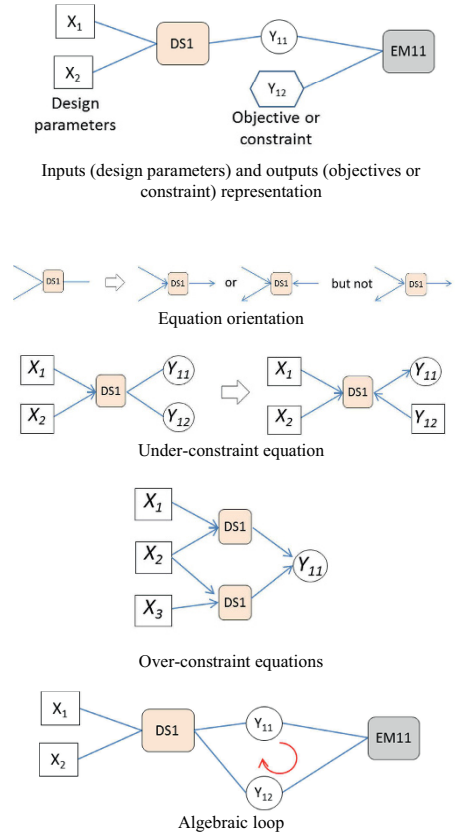 X1
DS1
Y11
EM11
X2
Y12
Design
parameters
Objective or
constraint
Inputs (design parameters) and outputs (objectives or
constraint) representation
DS1
DS1
or
DS1
but not
DS1
Equation orientation
X1
Y11
DS1
X2
Y12
X1
Y11
DS1
X2
Y12
Under-constraint equation
X1
DS1
X2
Y11
DS1
X3
Over-constraint equations
X1
Y11
DS1
EM11
X2
Y12
Algebraic loop